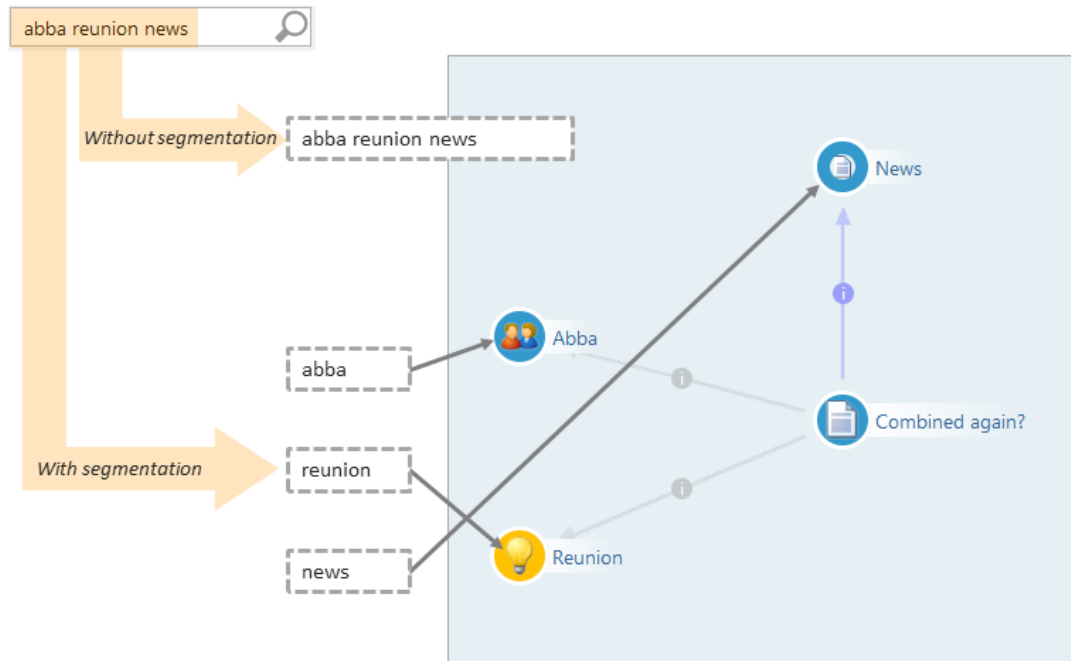 abba reunion news
Without segmentation
abba reunion news
News
i
Abba
abba
i
Combined again?
With segmentation
reunion
i
Reunion
news